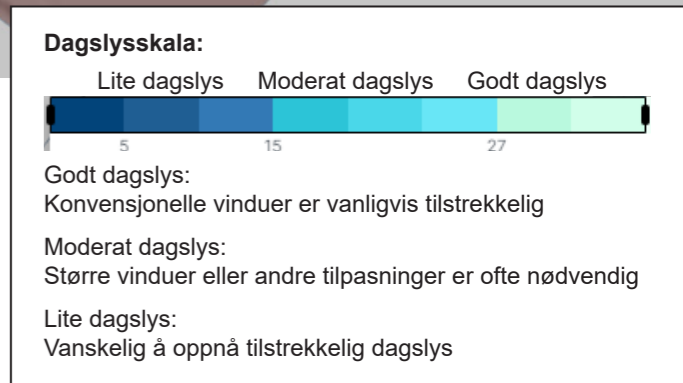 Dagslysskala:
Lite dagslys Moderat dagslys Godt dagslys
5 15 27
Godt dagslys:
Konvensjonelle vinduer er vanligvis tilstrekkelig
Moderat dagslys:
Større vinduer eller andre tilpasninger er ofte nødvendig
Lite dagslys:
Vanskelig å oppnå tilstrekkelig dagslys